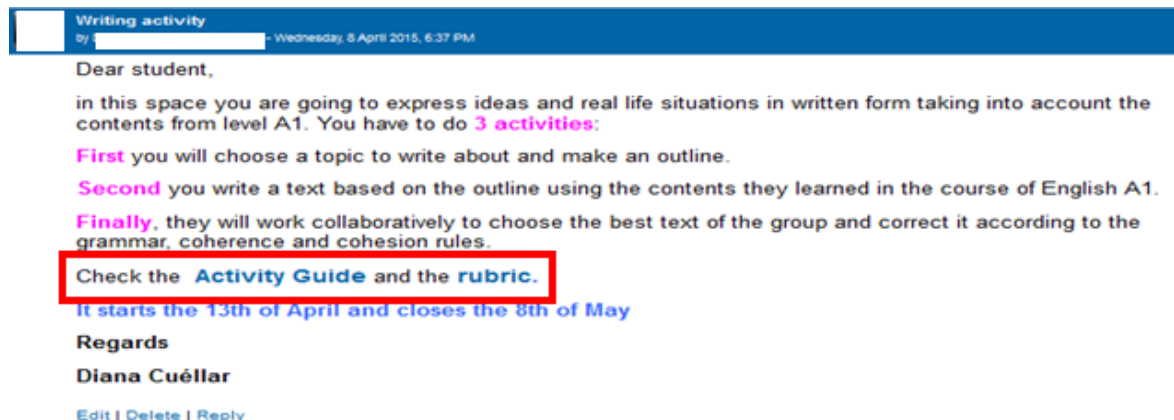 Writing activity
by - Wednesday, 8 April 2015, 6:37 PM
Dear student,
in this space you are going to express ideas and real life situations in written form taking into account the
contents from level A1. You have to do 3 activities:
First you will choose a topic to write about and make an outline.
Second you write a text based on the outline using the contents they learned in the course of English A1.
Finally, they will work collaboratively to choose the best text of the group and correct it according to the
grammar, coherence and cohesion rules.
Check the Activity Guide and the rubric.
It starts the 13th of April and closes the 8th of May
Regards
Diana Cuéllar
Edit | Delete | Reply